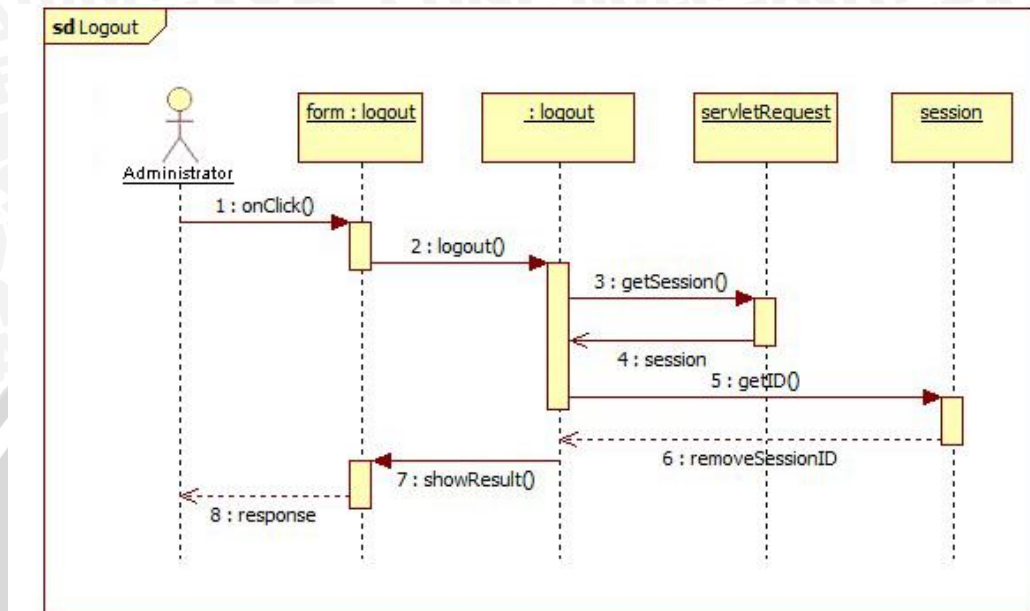 sd Logout
form : logout
: logout
servletRequest
session
Administrator
1 : onClick()
2 : logout()
3 : getSession()
4 : session
5 : getID()
6 : removeSessionID
7 : showResult()
8 : response